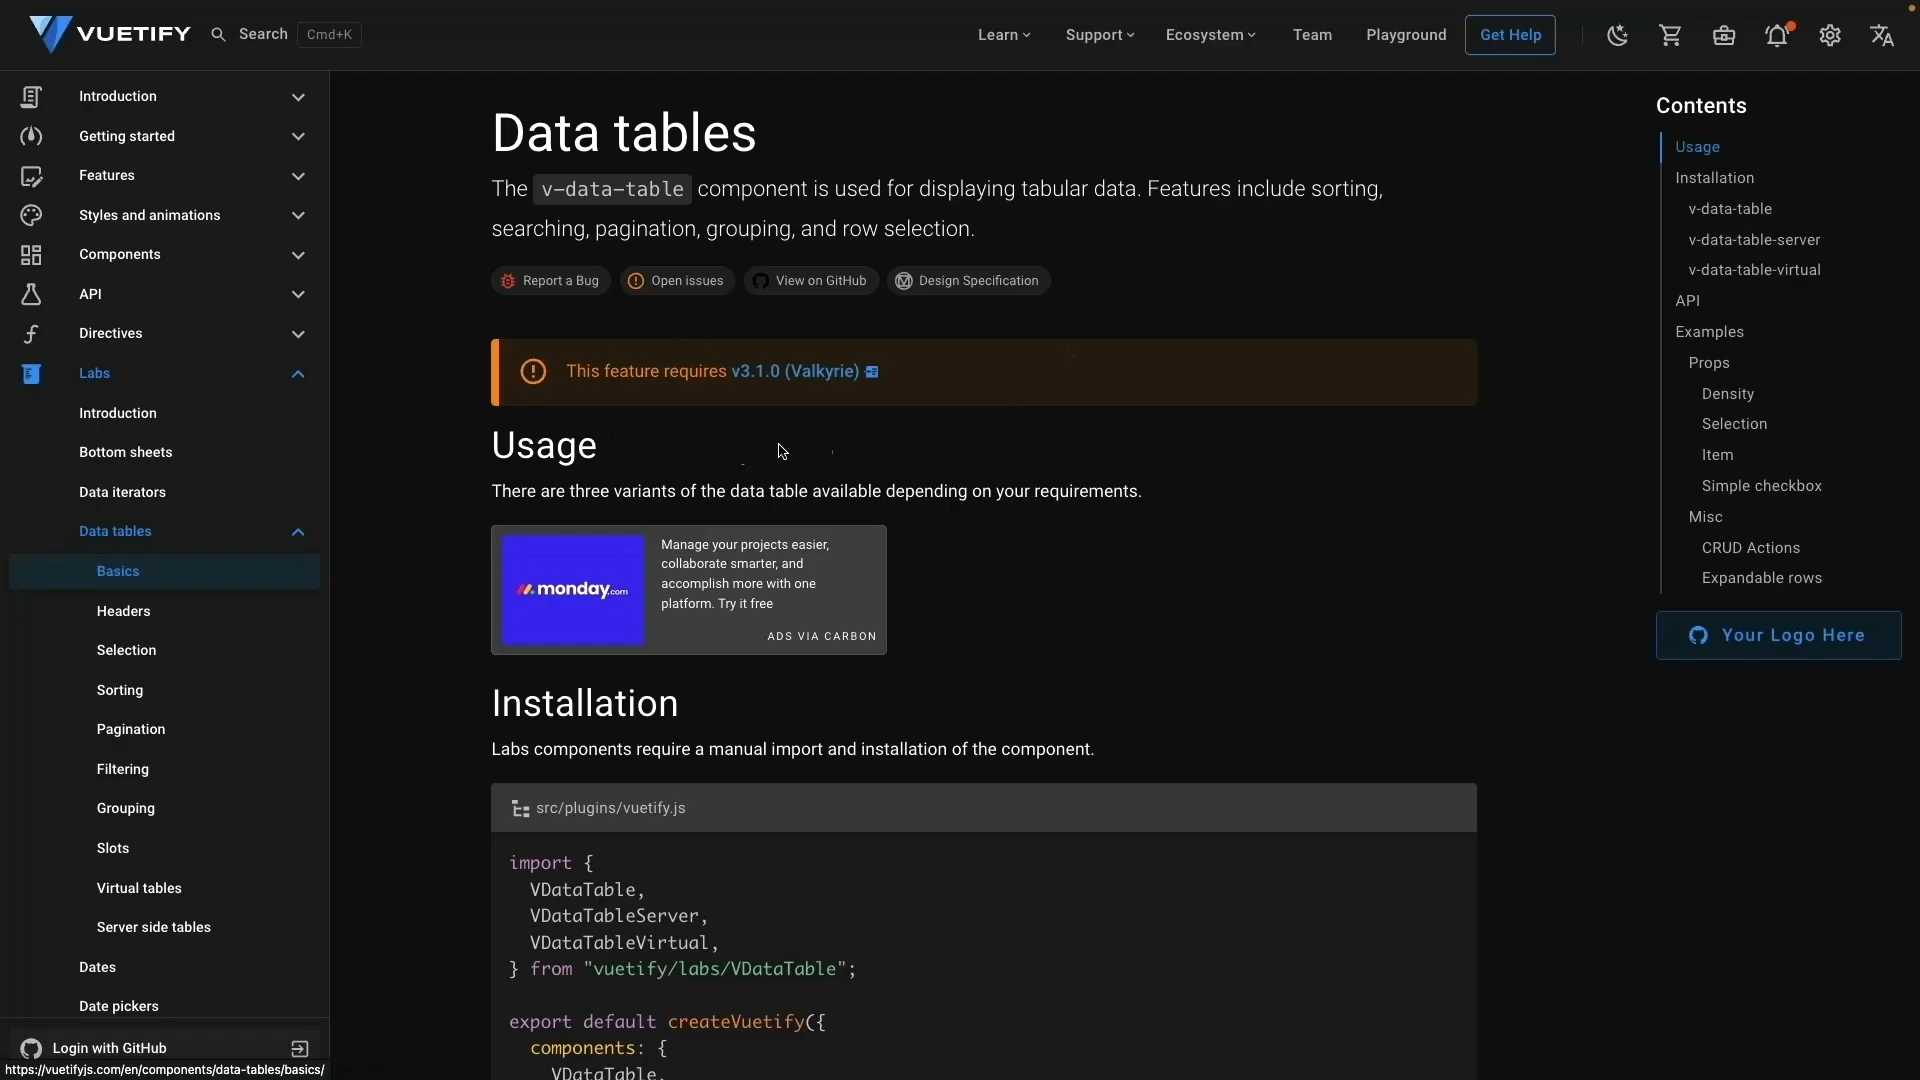 VUETIFY
Search
Cmd+K
Learn
Support
Ecosystem
Team
Playground
Get Help
Introduction
Getting started
Features
Styles and animations
Components
API
Directives
Labs
Introduction
Bottom sheets
Data iterators
Data tables
Basics
Headers
Selection
Sorting
Pagination
Filtering
Grouping
Slots
Virtual tables
Server side tables
Dates
Date pickers
Login with GitHub
https://vuetifyjs.com/en/components/data-tables/basics/
Data tables
The v-data-table component is used for displaying tabular data. Features include sorting,
searching, pagination, grouping, and row selection.
Report a Bug
Open issues
View on GitHub
Design Specification
This feature requires v3.1.0 (Valkyrie)
Usage
There are three variants of the data table available depending on your requirements.
monday.com
Manage your projects easier,
collaborate smarter, and
accomplish more with one
platform. Try it free
ADS VIA CARBON
Installation
Labs components require a manual import and installation of the component.
src/plugins/vuetify.js
import {
VDataTable,
VDataTableServer,
VDataTableVirtual,
} from "vuetify/labs/VDataTable";
export default createVuetify({
components: {
VDataTable,
Contents
Usage
Installation
v-data-table
v-data-table-server
v-data-table-virtual
API
Examples
Props
Density
Selection
Item
Simple checkbox
Misc
CRUD Actions
Expandable rows
Your Logo Here